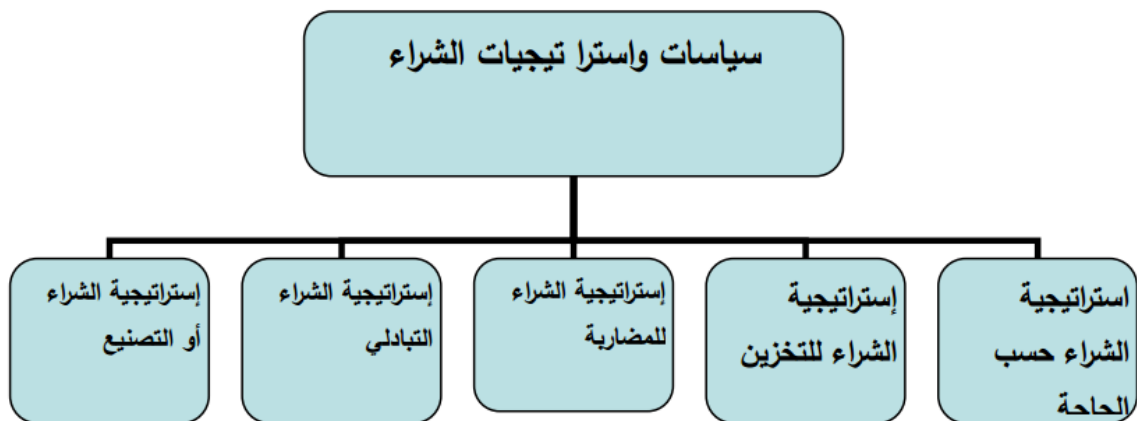 سياسات واسترا تيجيات الشراء
استراتيجية
الشراء حسب
الحاجة
إستراتيجية
الشراء للتخزين
إستراتيجية الشراء
للمضاربة
إستراتيجية الشراء
التبادلي
إستراتيجية الشراء
أو التصنيع